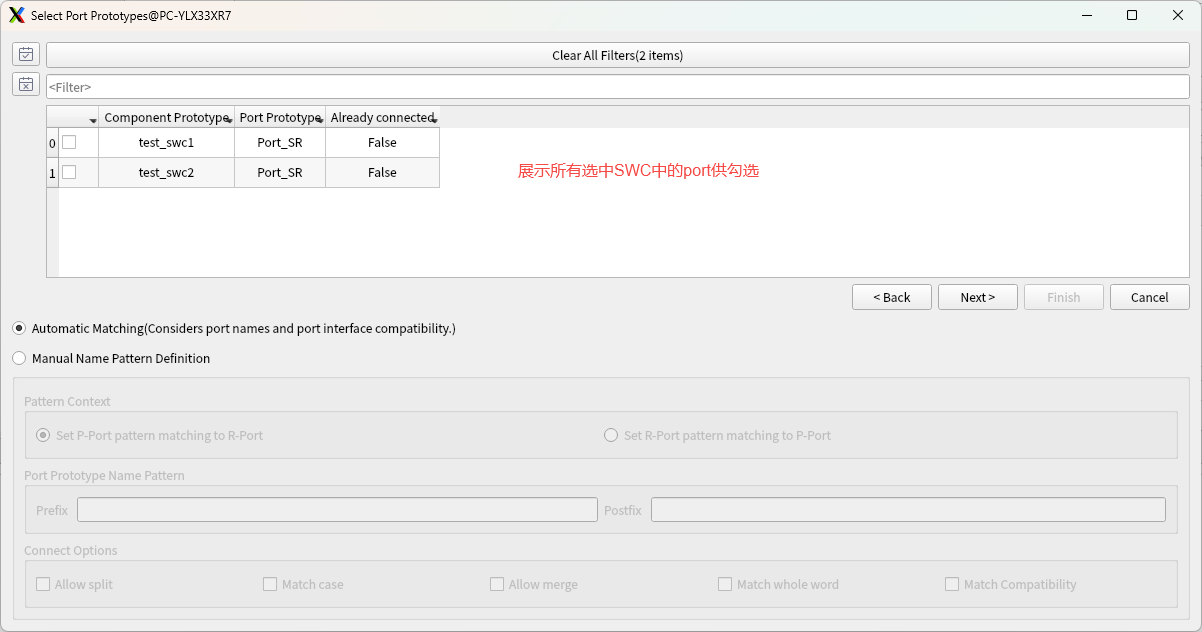 Select Port Prototypes@PC-YLX33XR7
Clear All Filters(2 items)
<Filter>
Component Prototype Port Prototype Already connected
0 test_swc1 Port_SR False
1 test_swc2 Port_SR False
展示所有选中SWC中的port供勾选
< Back Next > Finish Cancel
Automatic Matching(Considers port names and port interface compatibility.)
Manual Name Pattern Definition
Pattern Context
Set P-Port pattern matching to R-Port Set R-Port pattern matching to P-Port
Port Prototype Name Pattern
Prefix Postfix
Connect Options
Allow split Match case Allow merge Match whole word Match Compatibility